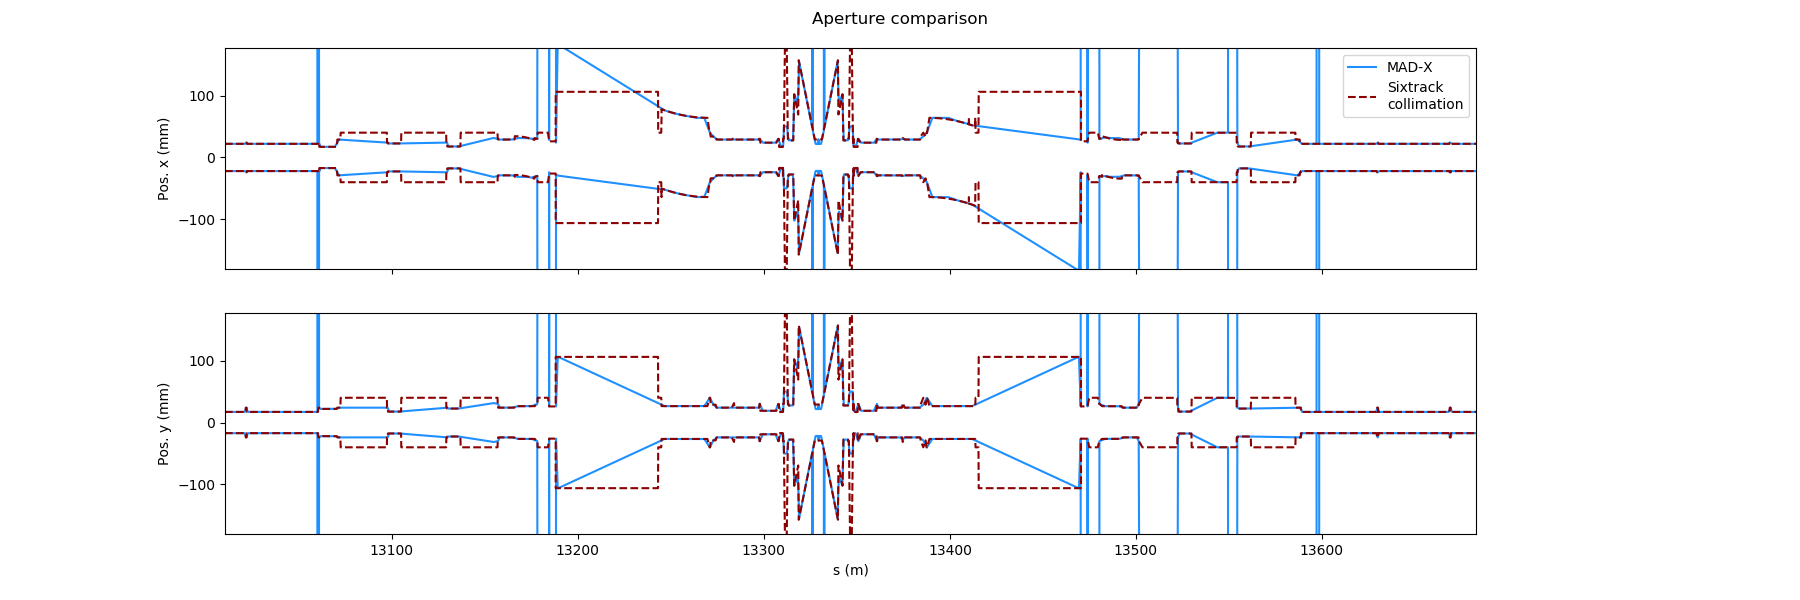 Aperture comparison
Pos. x (mm)
100
0
−100
MAD-X
Sixtrack
collimation
Pos. y (mm)
100
0
−100
13100
13200
13300
13400
13500
13600
s (m)